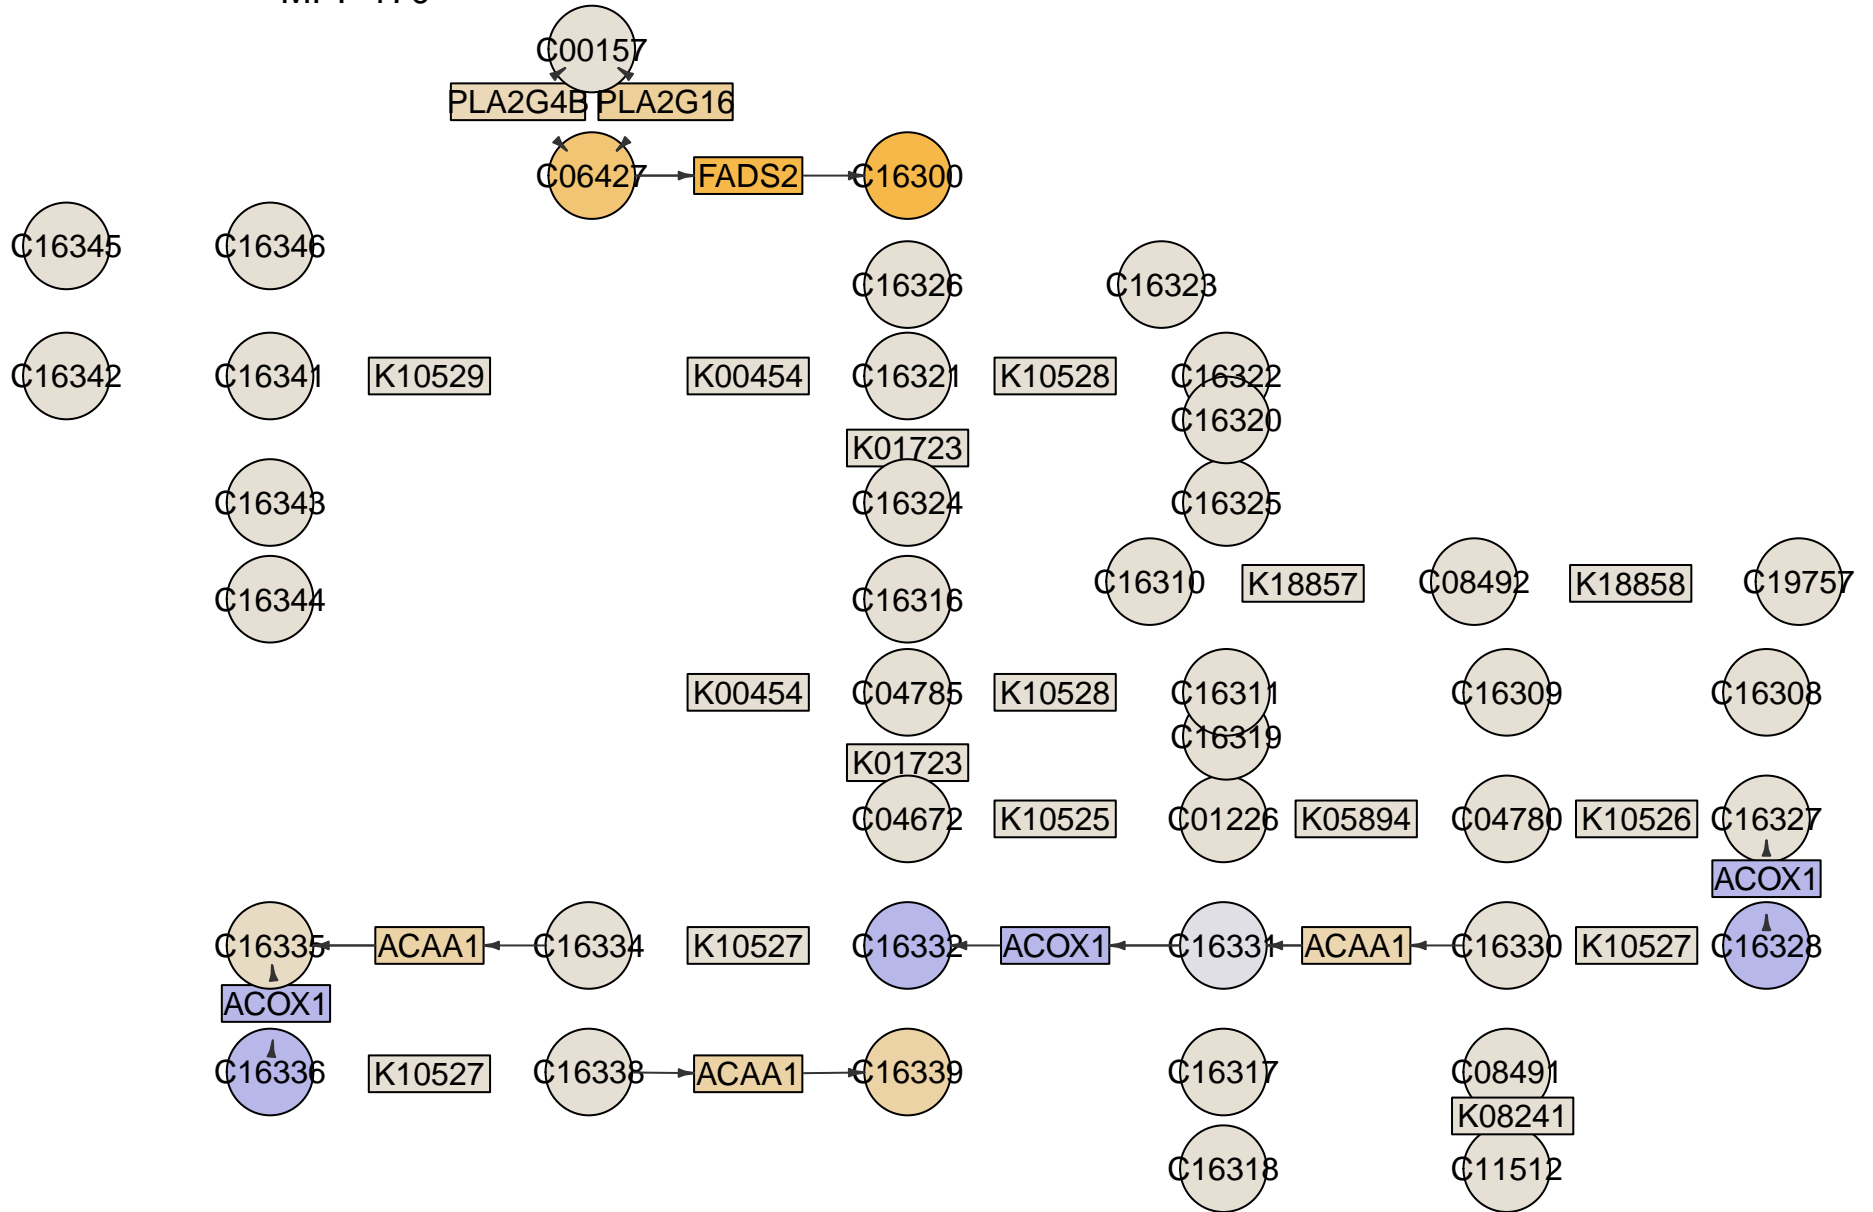 C00157
PLA2G4B PLA2G16
C06427 FADS2 C16300
C16345 C16346
C16326 C16323
C16342 C16341 K10529 K00454 C16321 K10528 C16322
C16320
K01723
C16343 C16324 C16325
C16310 K18857 C08492 K18858 C19757
C16344 C16316
K00454 C04785 K10528 C16311 C16309 C16308
C16319
K01723
C04672 K10525 C01226 K05894 C04780 K10526 C16327
ACOX1
C16335 ACAA1 C16334 K10527 C16332 ACOX1 C16331 ACAA1 C16330 K10527 C16328
ACOX1
C16336 K10527 C16338 ACAA1 C16339 C16317 C08491
K08241
C16318 C11512